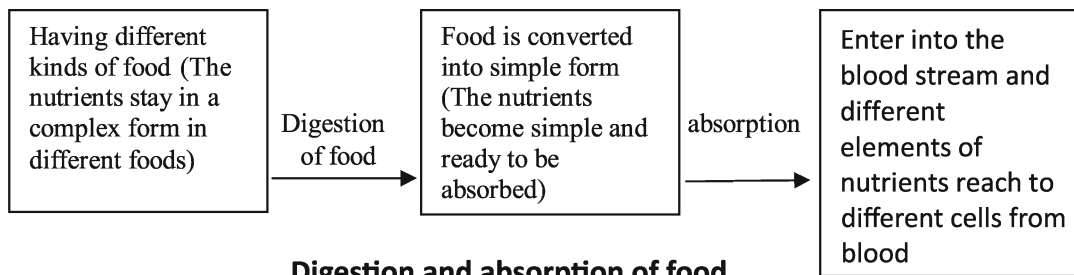 Having different
kinds of food (The
nutrients stay in a
complex form in
different foods)
Digestion
of food
Food is converted
into simple form
(The nutrients
become simple and
ready to be
absorbed)
absorption
Enter into the
blood stream and
different
elements of
nutrients reach to
different cells from
blood
Digestion and absorption of food